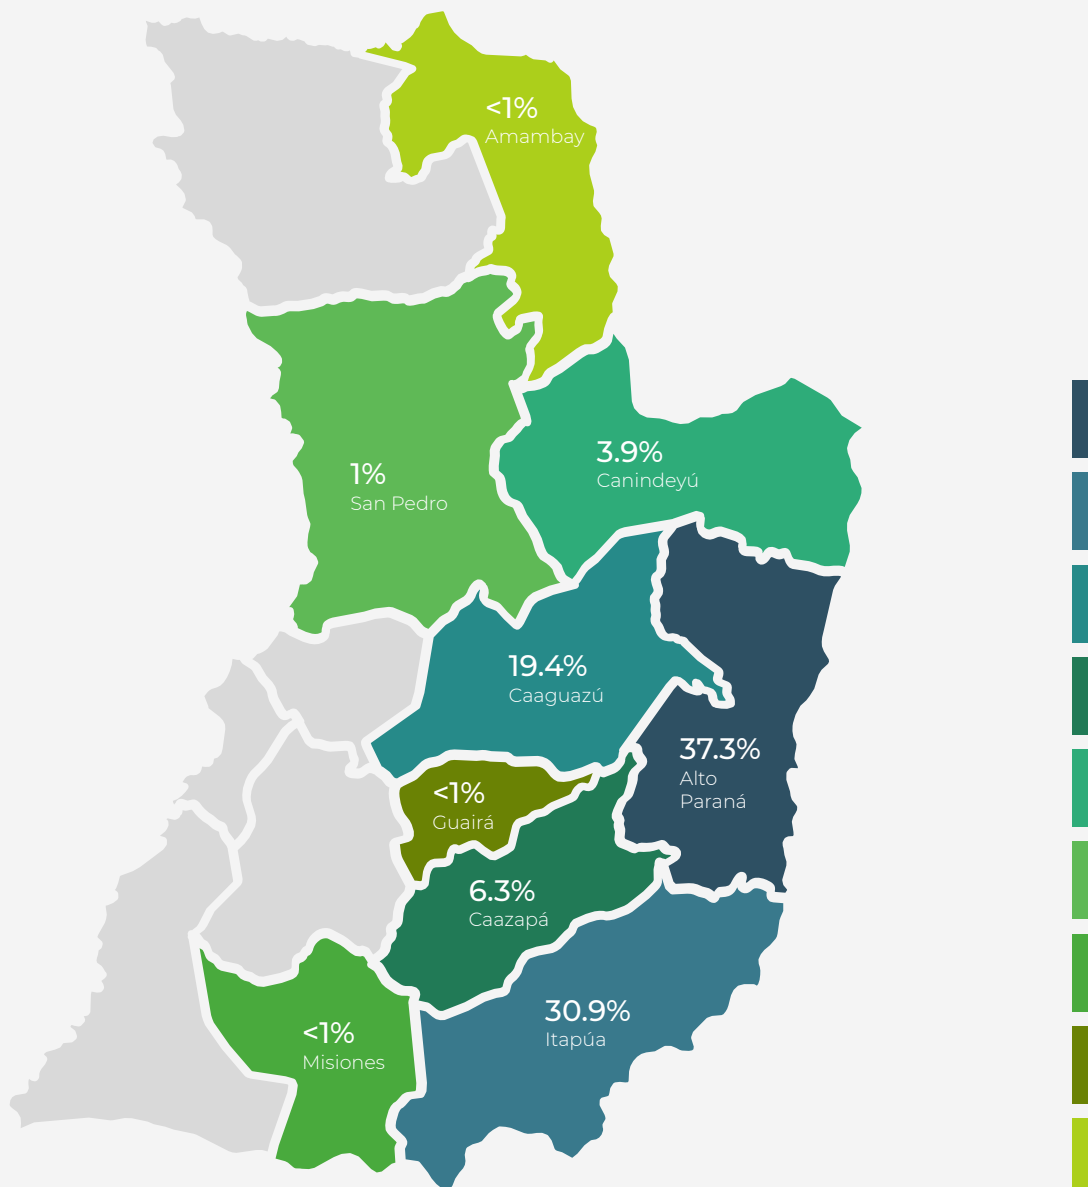 <1%
Amambay
3.9%
Canindeyú
1%
San Pedro
19.4%
Caaguazú
37.3%
Alto
Paraná
<1%
Guairá
6.3%
Caazapá
30.9%
Itapúa
<1%
Misiones